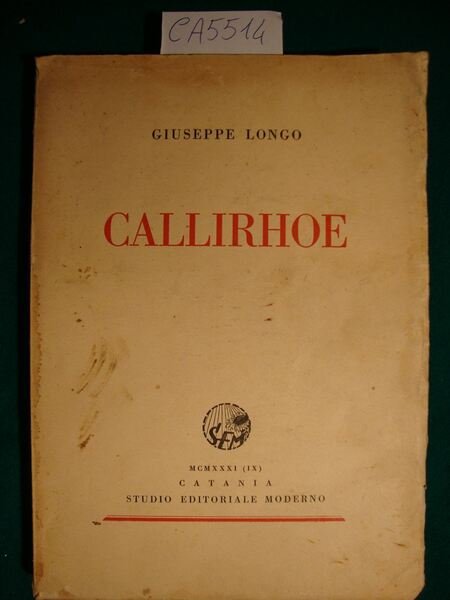 CA5514
GIUSEPPE LONGO
CALLIRHOE
SEM
MCMXXXI (IX)
CATANIA
STUDIO EDITORIALE MODERNO